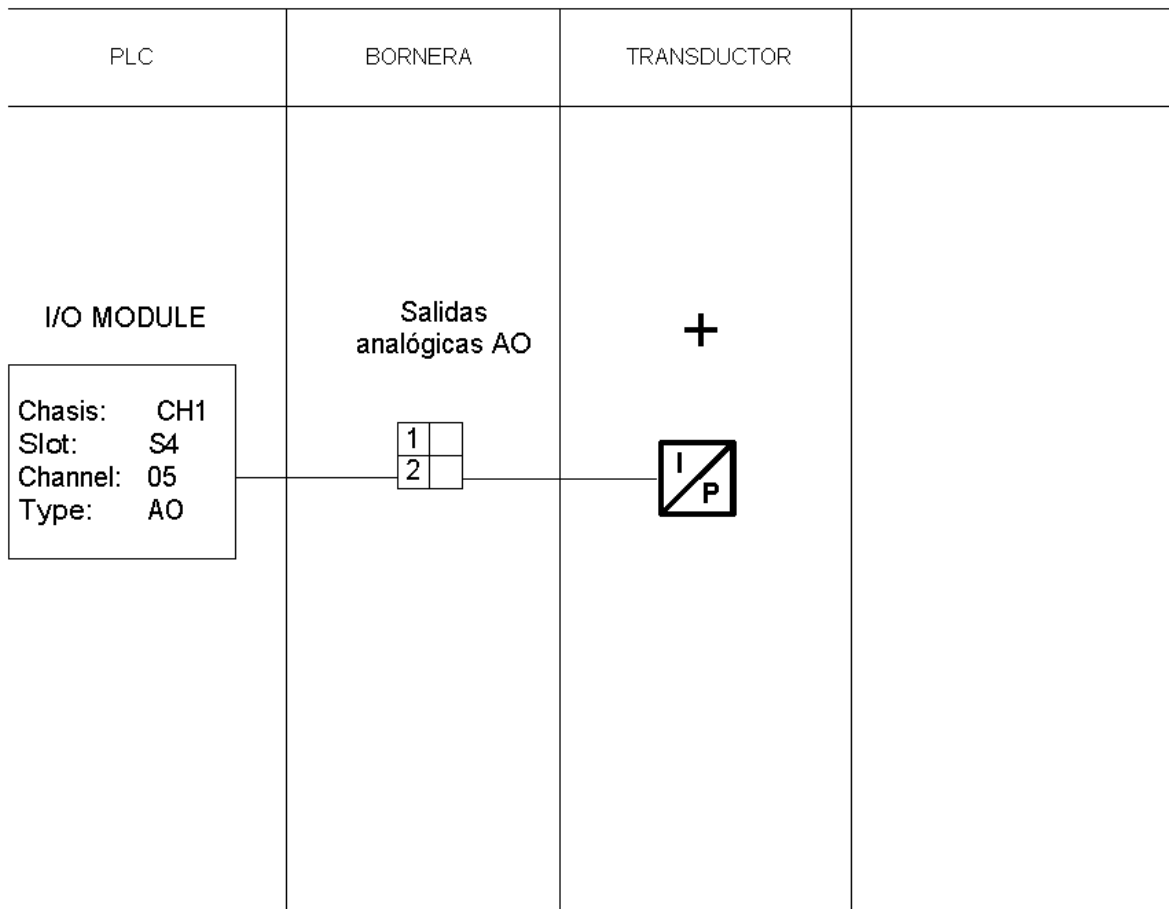 PLC
BORNERA
TRANSDUCTOR
I/O MODULE
Chasis: CH1
Slot: S4
Channel: 05
Type: AO
Salidas
analógicas AO
1
2
+
I
P